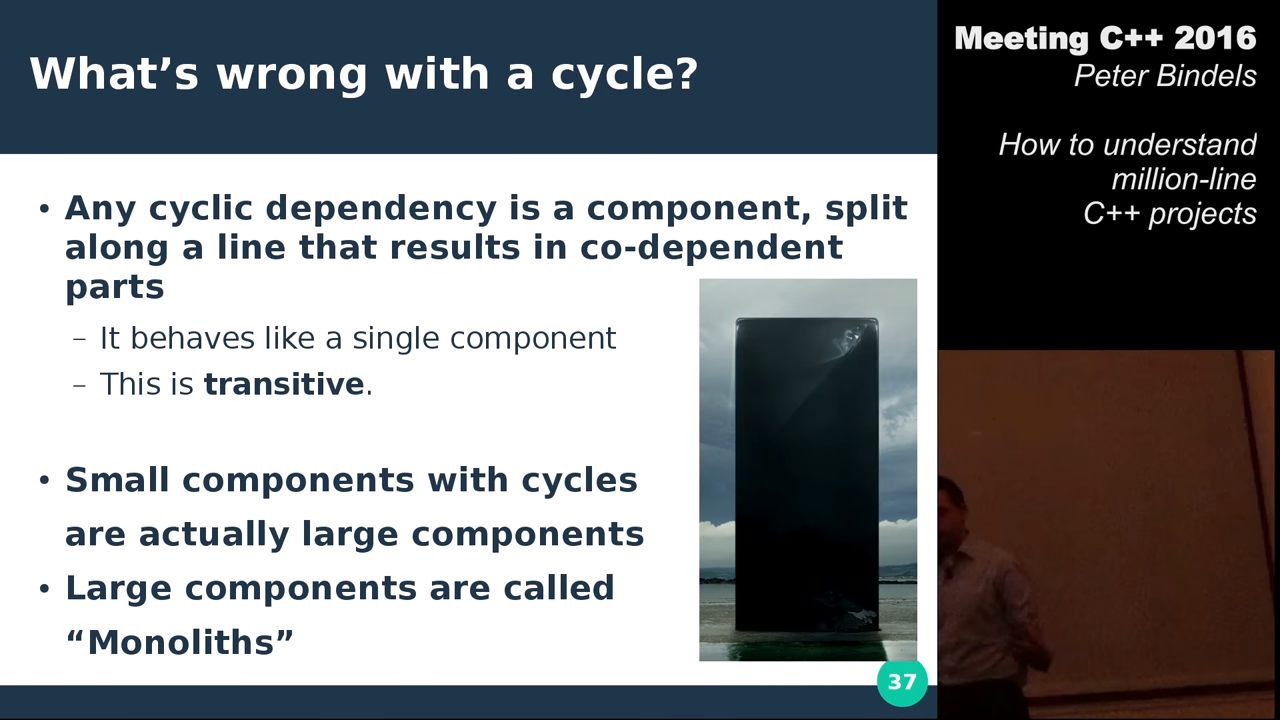 What’s wrong with a cycle?
• Any cyclic dependency is a component, split
along a line that results in co-dependent
parts
– It behaves like a single component
– This is transitive.
• Small components with cycles
are actually large components
• Large components are called
“Monoliths”
37
Meeting C++ 2016
Peter Bindels
How to understand
million-line
C++ projects